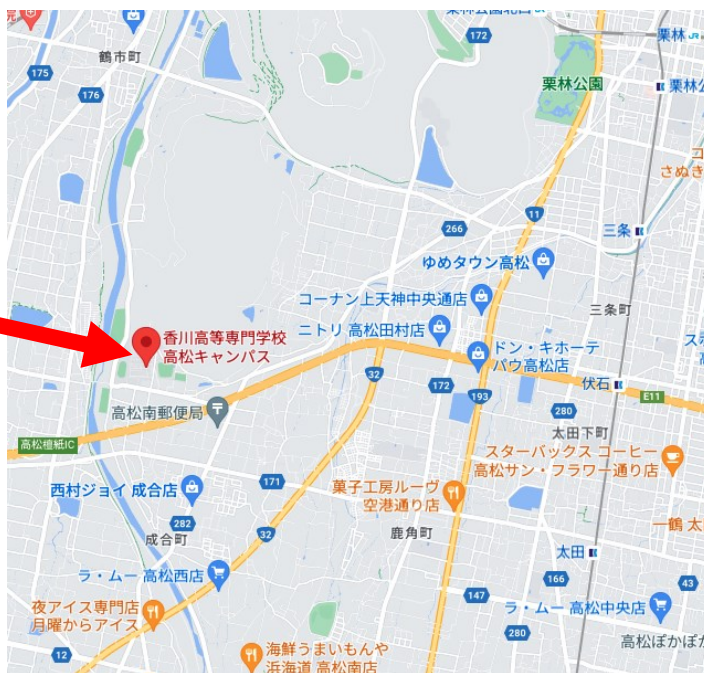 院
172
栗林
鶴市町
175
176
栗林公園
栗林公
さぬき
11
266
三条
ゆめタウン高松
コーナン上天神中央通店
三条町
香川高等専門学校
高松キャンパス
ニトリ 高松田村店
ドン・キホーテ
パウ高松店
32
172
伏石
E11
193
高松南郵便局
280
太田下町
高松檀紙IC
スターバックス コーヒー
高松サン・フラワー通り店
西村ジョイ 成合店
171
菓子工房ルーヴ
空港通り店
282
成合町
32
鹿角町
一鶴 太
太田
ラ・ムー 高松西店
166
43
夜アイス専門店
月曜からアイス
147
ラ・ムー 高松中央店
280
高松ぽかぽか
12
海鮮うまいもんや
浜海道 高松南店